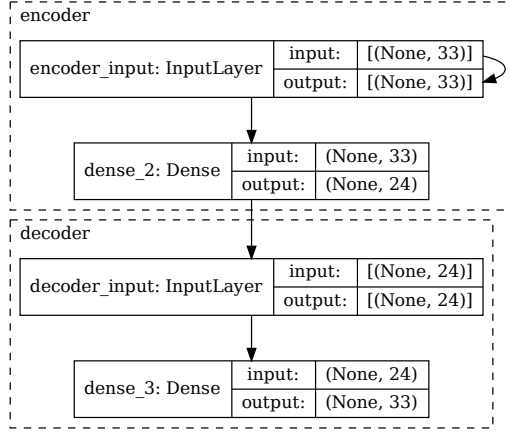 encoder
encoder_input: InputLayer
input: [(None, 33)]
output: [(None, 33)]
dense_2: Dense
input: (None, 33)
output: (None, 24)
decoder
decoder_input: InputLayer
input: [(None, 24)]
output: [(None, 24)]
dense_3: Dense
input: (None, 24)
output: (None, 33)